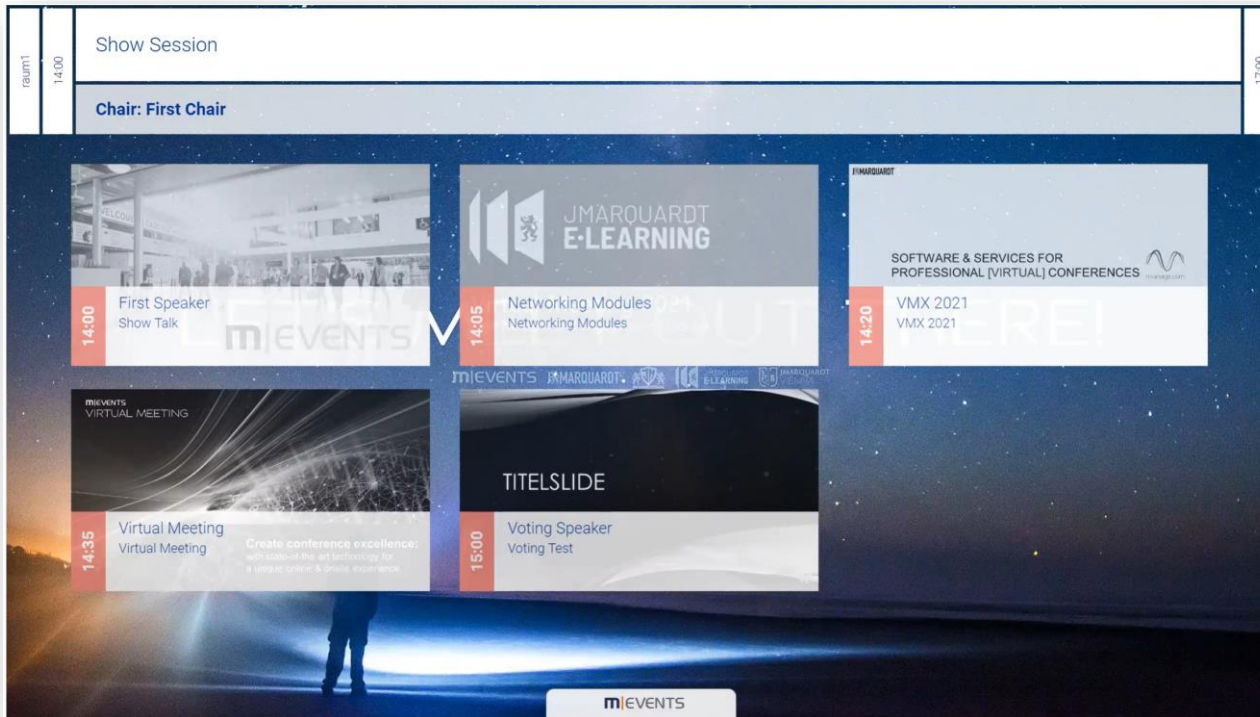 raum1
14:00
Show Session
Chair: First Chair
17:00
WELCOME
14:00
First Speaker
Show Talk
m|EVENTS
14:05
JMARQUARDT
E·LEARNING
Networking Modules
Networking Modules
JMARQUARDT
SOFTWARE & SERVICES FOR
PROFESSIONAL [VIRTUAL] CONFERENCES
14:20
VMX 2021
VMX 2021
m|EVENTS JMARQUARDT JMARQUARDT
E·LEARNING
m|EVENTS
VIRTUAL MEETING
14:35
Virtual Meeting
Virtual Meeting
Create conference excellence:
with state-of-the art technology for
a unique online & onsite experience
TITELSLIDE
15:00
Voting Speaker
Voting Test
m|EVENTS